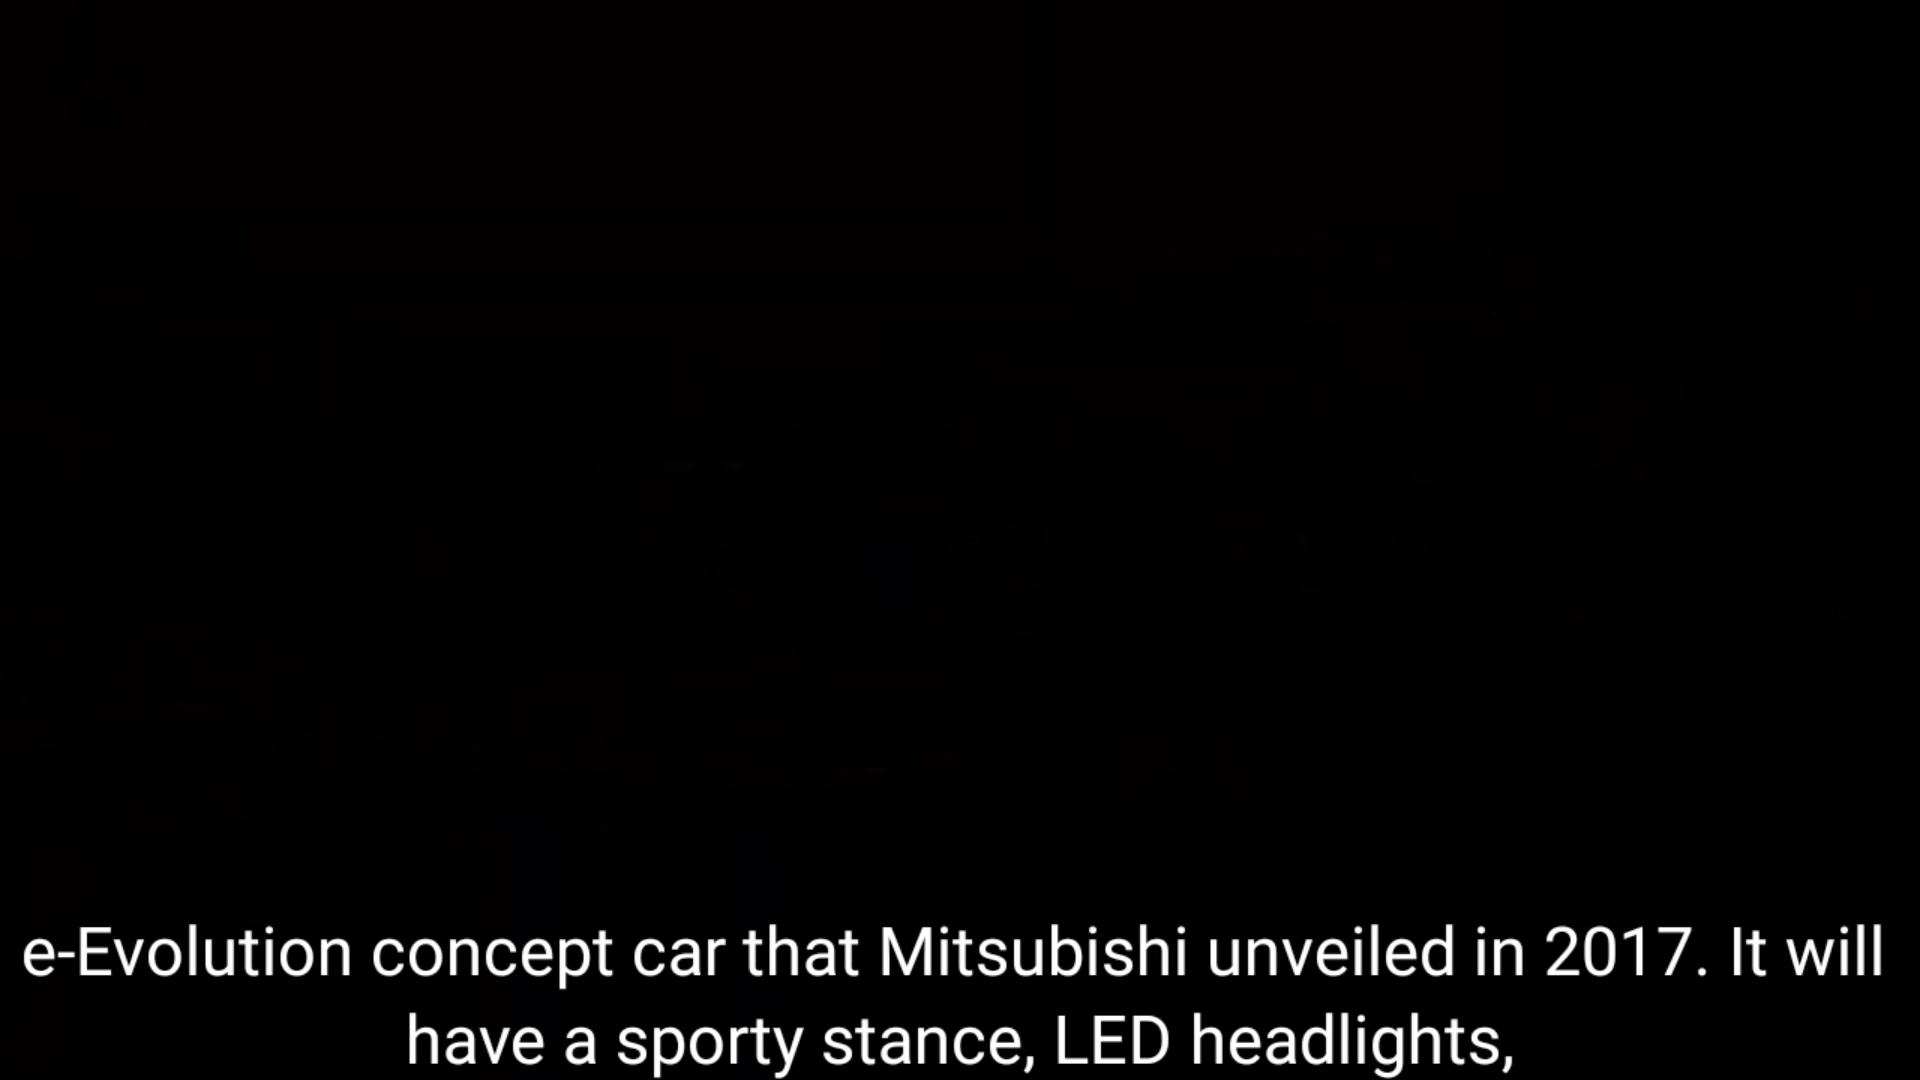 e-Evolution concept car that Mitsubishi unveiled in 2017. It will
have a sporty stance, LED headlights,